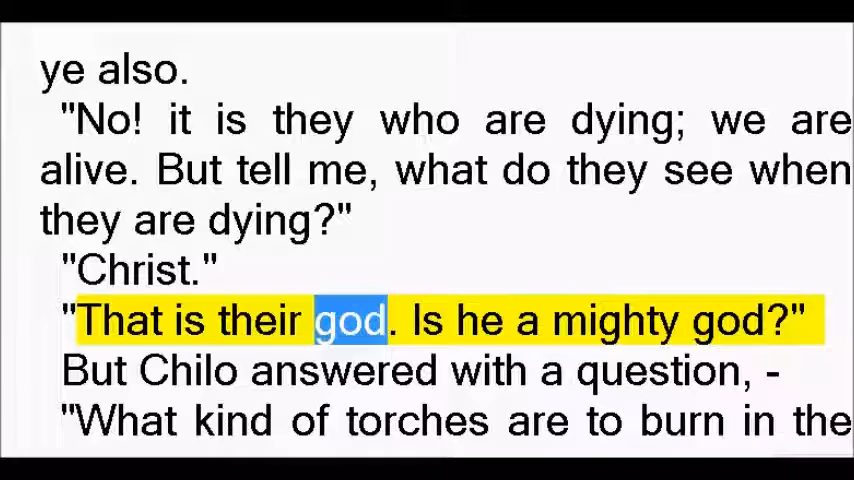 ye also.
"No! it is they who are dying; we are
alive. But tell me, what do they see when
they are dying?"
"Christ."
"That is their god. Is he a mighty god?"
But Chilo answered with a question, -
"What kind of torches are to burn in the